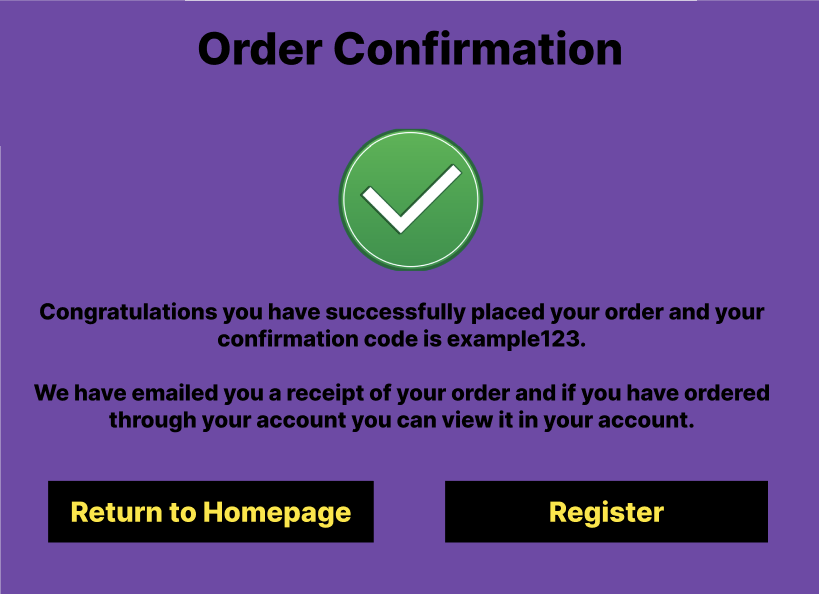 Order Confirmation
Congratulations you have successfully placed your order and your
confirmation code is example123.
We have emailed you a receipt of your order and if you have ordered
through your account you can view it in your account.
Return to Homepage
Register